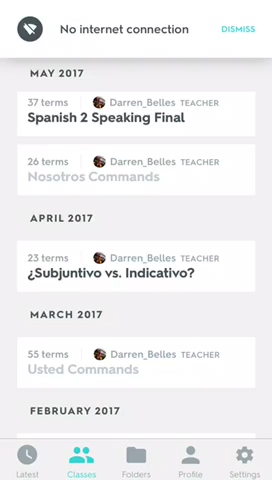 No internet connection
DISMISS
MAY 2017
37 terms Darren_Belles TEACHER
Spanish 2 Speaking Final
26 terms Darren_Belles TEACHER
Nosotros Commands
APRIL 2017
23 terms Darren_Belles TEACHER
¿Subjuntivo vs. Indicativo?
MARCH 2017
55 terms Darren_Belles TEACHER
Usted Commands
FEBRUARY 2017
Latest Classes Folders Profile Settings